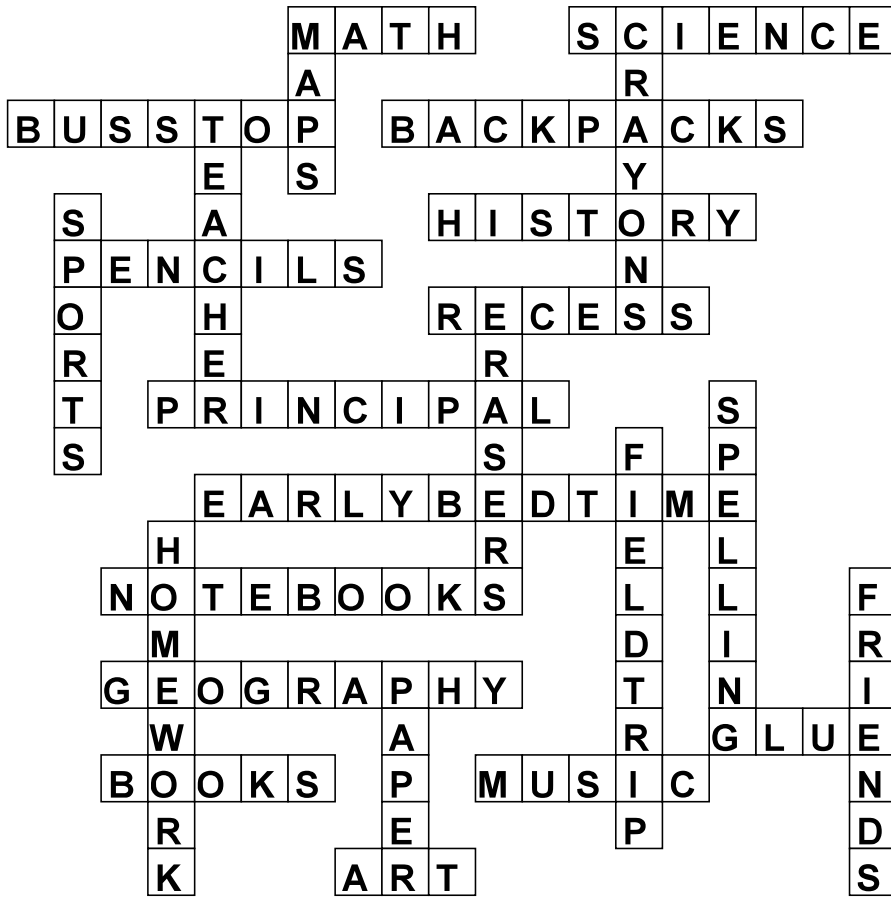 MATH
MAPS
SCIENCE
CRAYONS
BUSSTOP
TEACHER
BACKPACKS
SPORTS
HISTORY
PENCILS
RECESS
ERASERS
PRINCIPAL
SPELLING
FIELDTRIP
EARLYBEDTIME
HOMEWORK
NOTEBOOKS
FRIENDS
GEOGRAPHY
PAPER
GLUE
BOOKS
MUSIC
ART